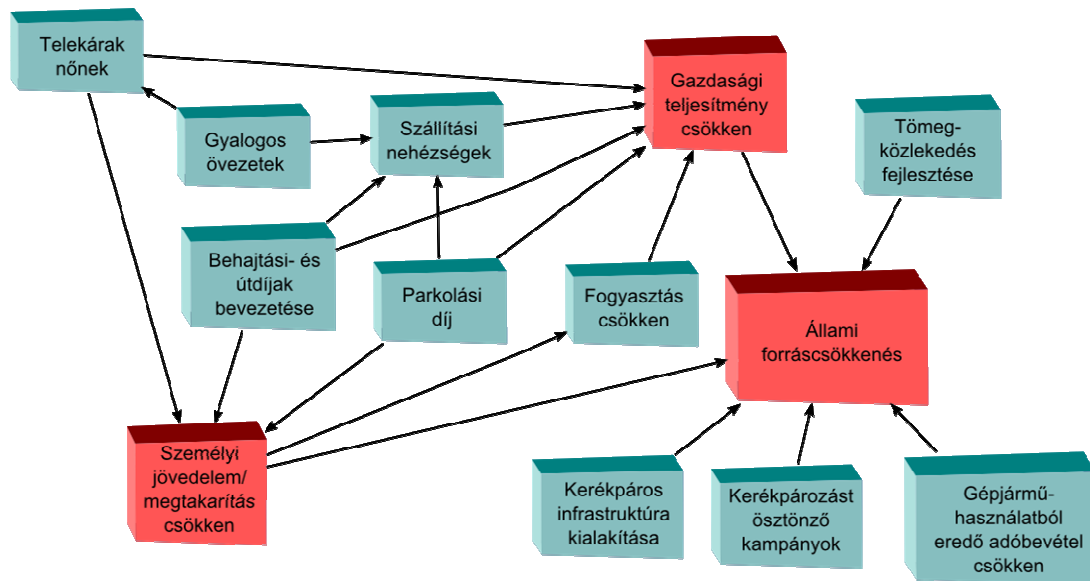 Telekárak
nőnek
Gazdasági
teljesítmény
csökken
Gyalogos
övezetek
Szállítási
nehézségek
Tömeg-
közlekedés
fejlesztése
Behajtási- és
útdíjak
bevezetése
Parkolási
díj
Fogyasztás
csökken
Állami
forráscsökkenés
Személyi
jövedelem/
megtakarítás
csökken
Kerékpáros
infrastruktúra
kialakítása
Kerékpározást
ösztönző
kampányok
Gépjármű-
használatból
eredő adóbevétel
csökken